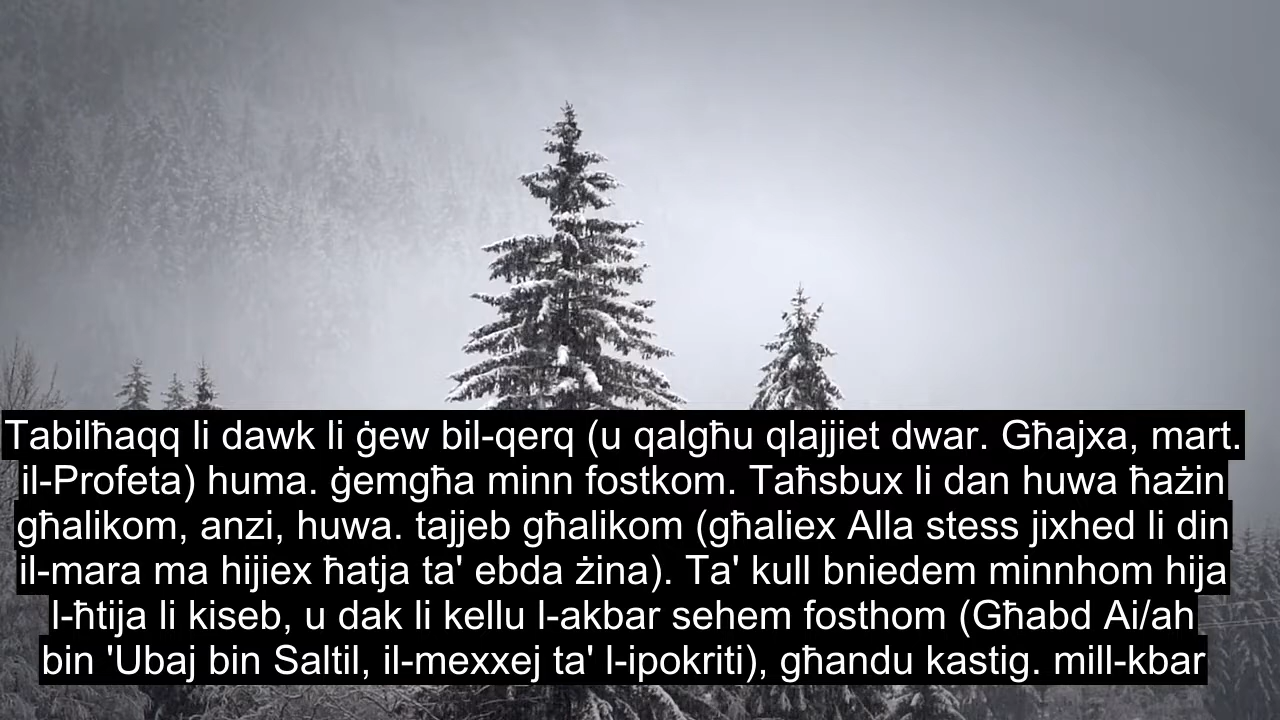 Tabilħaqq li dawk li ġew bil-qerq (u qalgħu qlajjiet dwar. Għajxa, mart.
il-Profeta) huma. ġemgħa minn fostkom. Taħsbux li dan huwa ħażin
għalikom, anzi, huwa. tajjeb għalikom (għaliex Alla stess jixhed li din
il-mara ma hijiex ħatja ta' ebda żina). Ta' kull bniedem minnhom hija
l-ħtija li kiseb, u dak li kellu l-akbar sehem fosthom (Għabd Ai/ah
bin 'Ubaj bin Saltil, il-mexxej ta' l-ipokriti), għandu kastig. mill-kbar